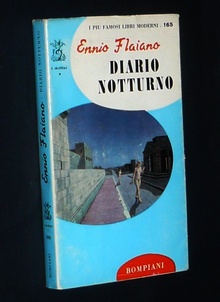 I PIÙ FAMOSI LIBRI MODERNI . 165
Ennio Flaiano
DIARIO
NOTTURNO
BOMPIANI
Ennio Flaiano
DIARIO NOTTURNO